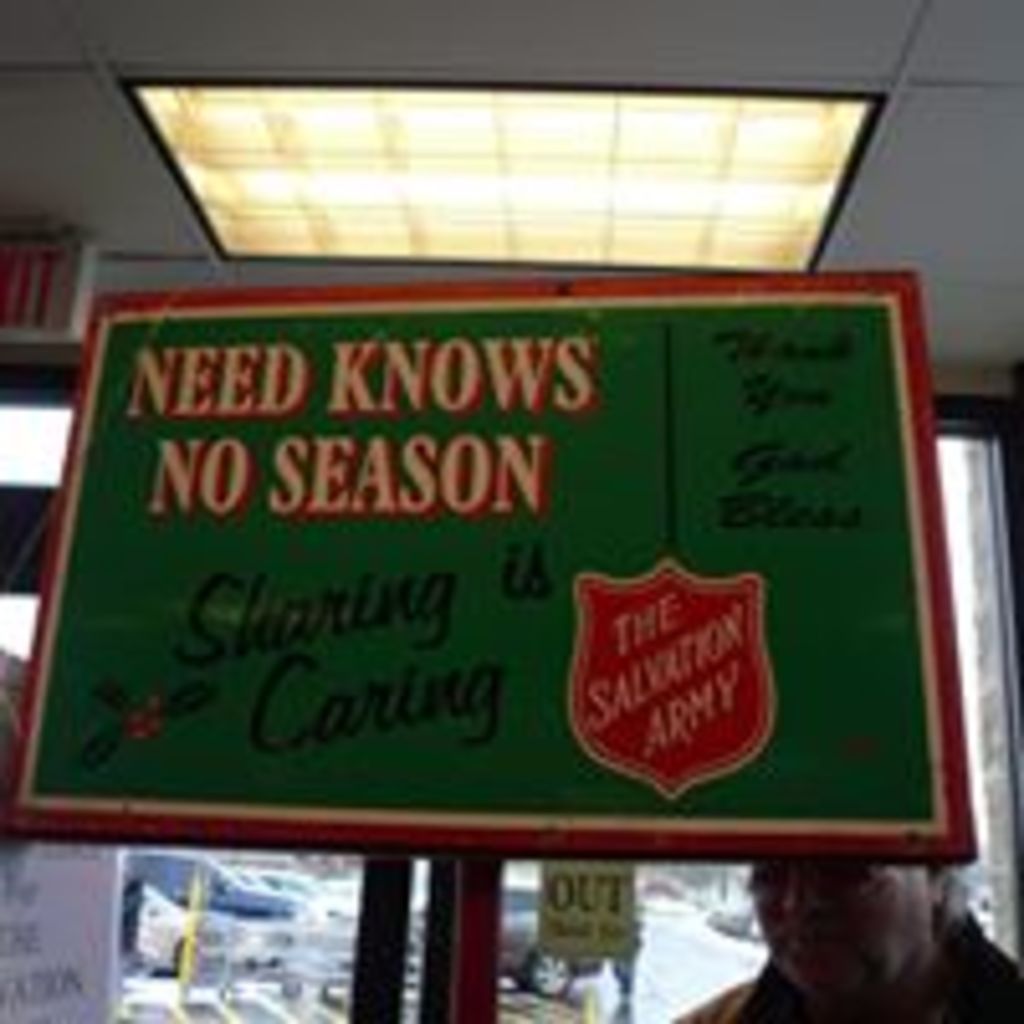 NEED KNOWS
NO SEASON
Sharing is
Caring
THE
SALVATION
ARMY
Thank
You
God
Bless
OUT